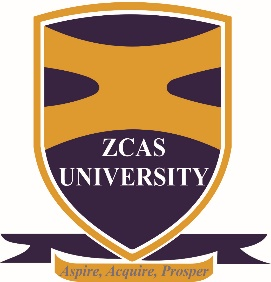 ZCAS
UNIVERSITY
Aspire, Acquire, Prosper